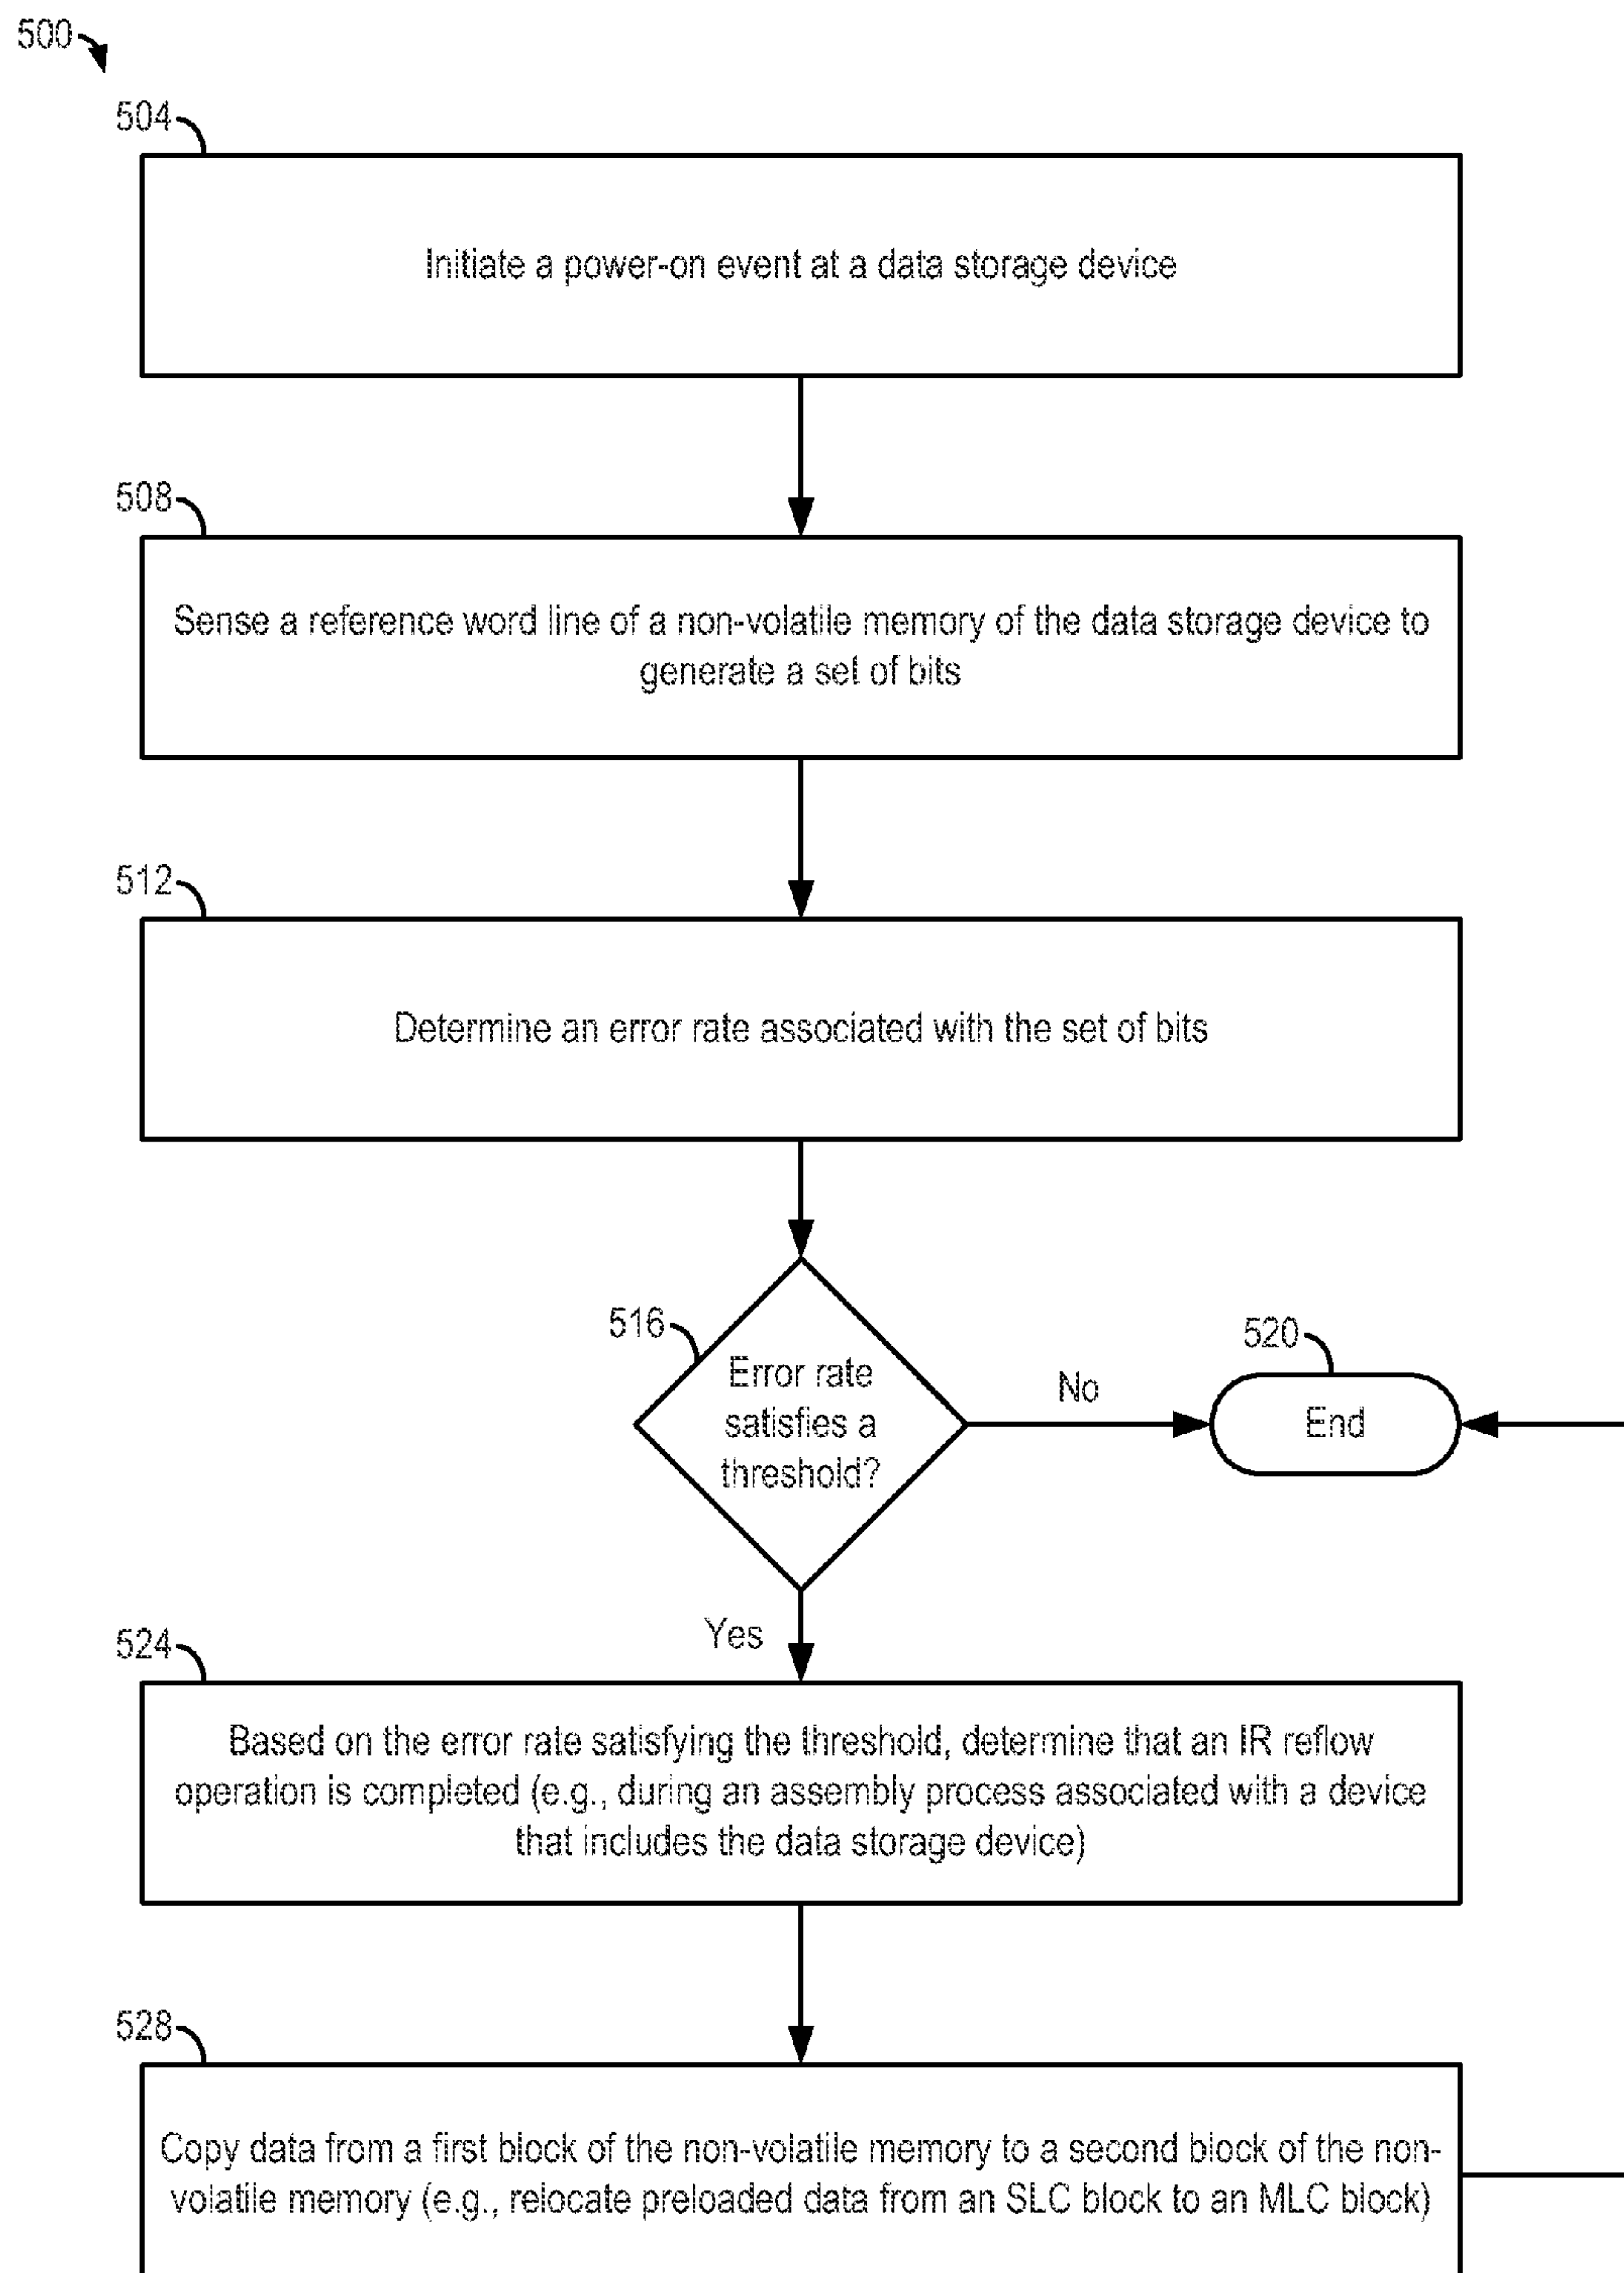 500
504
Initiate a power-on event at a data storage device
508
Sense a reference word line of a non-volatile memory of the data storage device to
generate a set of bits
512
Determine an error rate associated with the set of bits
516
Error rate
satisfies a
threshold?
No
520
End
Yes
524
Based on the error rate satisfying the threshold, determine that an IR reflow
operation is completed (e.g., during an assembly process associated with a device
that includes the data storage device)
528
Copy data from a first block of the non-volatile memory to a second block of the non-
volatile memory (e.g., relocate preloaded data from an SLC block to an MLC block)